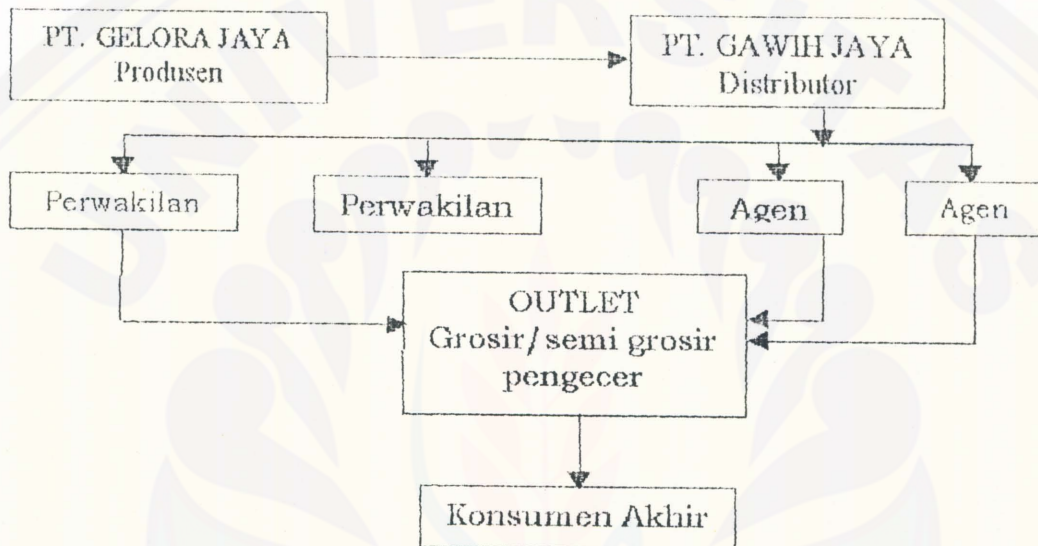 PT. GELORA JAYA
Produsen
PT. GAWIH JAYA
Distributor
Perwakilan
Perwakilan
Agen
Agen
OUTLET
Grosir/ semi grosir
pengecer
Konsumen Akhir
UNIVERSITAS